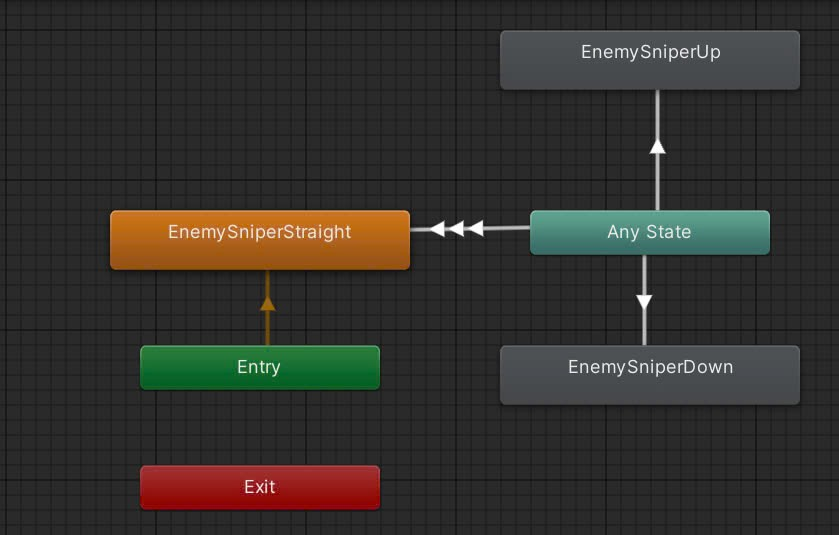 EnemySniperUp
EnemySniperStraight
Any State
Entry
EnemySniperDown
Exit